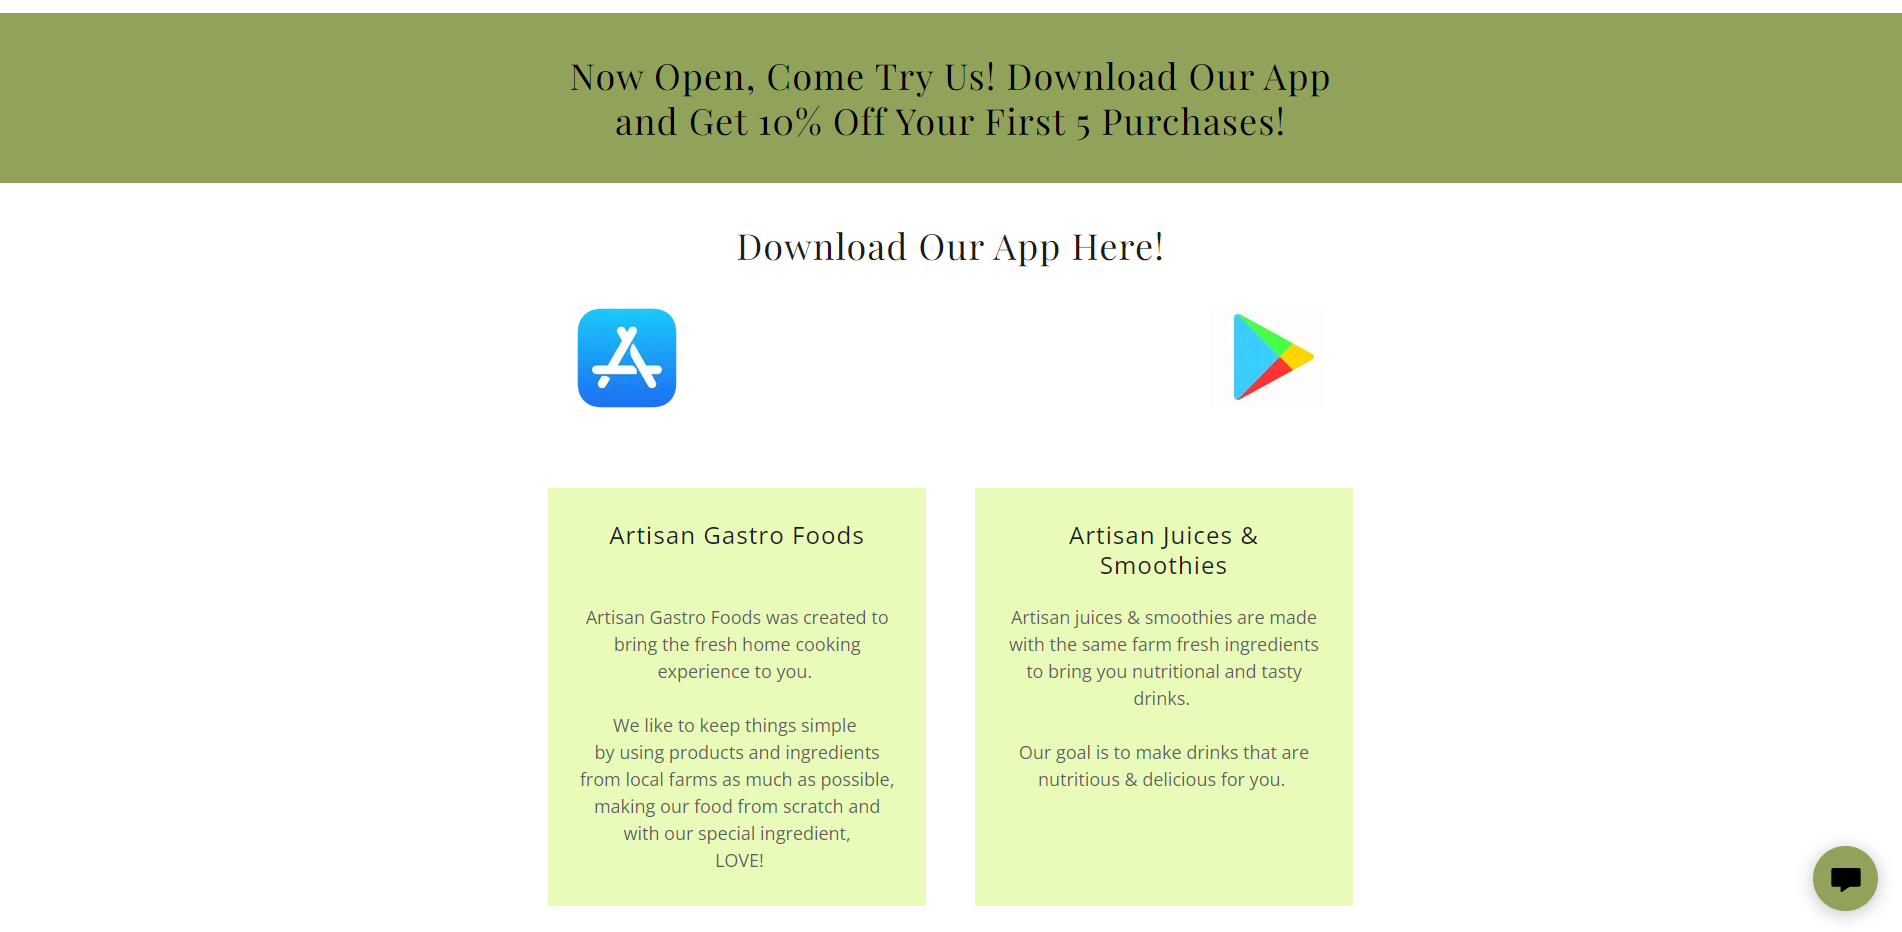 Now Open, Come Try Us! Download Our App
and Get 10% Off Your First 5 Purchases!
Download Our App Here!
Artisan Gastro Foods
Artisan Gastro Foods was created to
bring the fresh home cooking
experience to you.
We like to keep things simple
by using products and ingredients
from local farms as much as possible,
making our food from scratch and
with our special ingredient,
LOVE!
Artisan Juices &
Smoothies
Artisan juices & smoothies are made
with the same farm fresh ingredients
to bring you nutritional and tasty
drinks.
Our goal is to make drinks that are
nutritious & delicious for you.